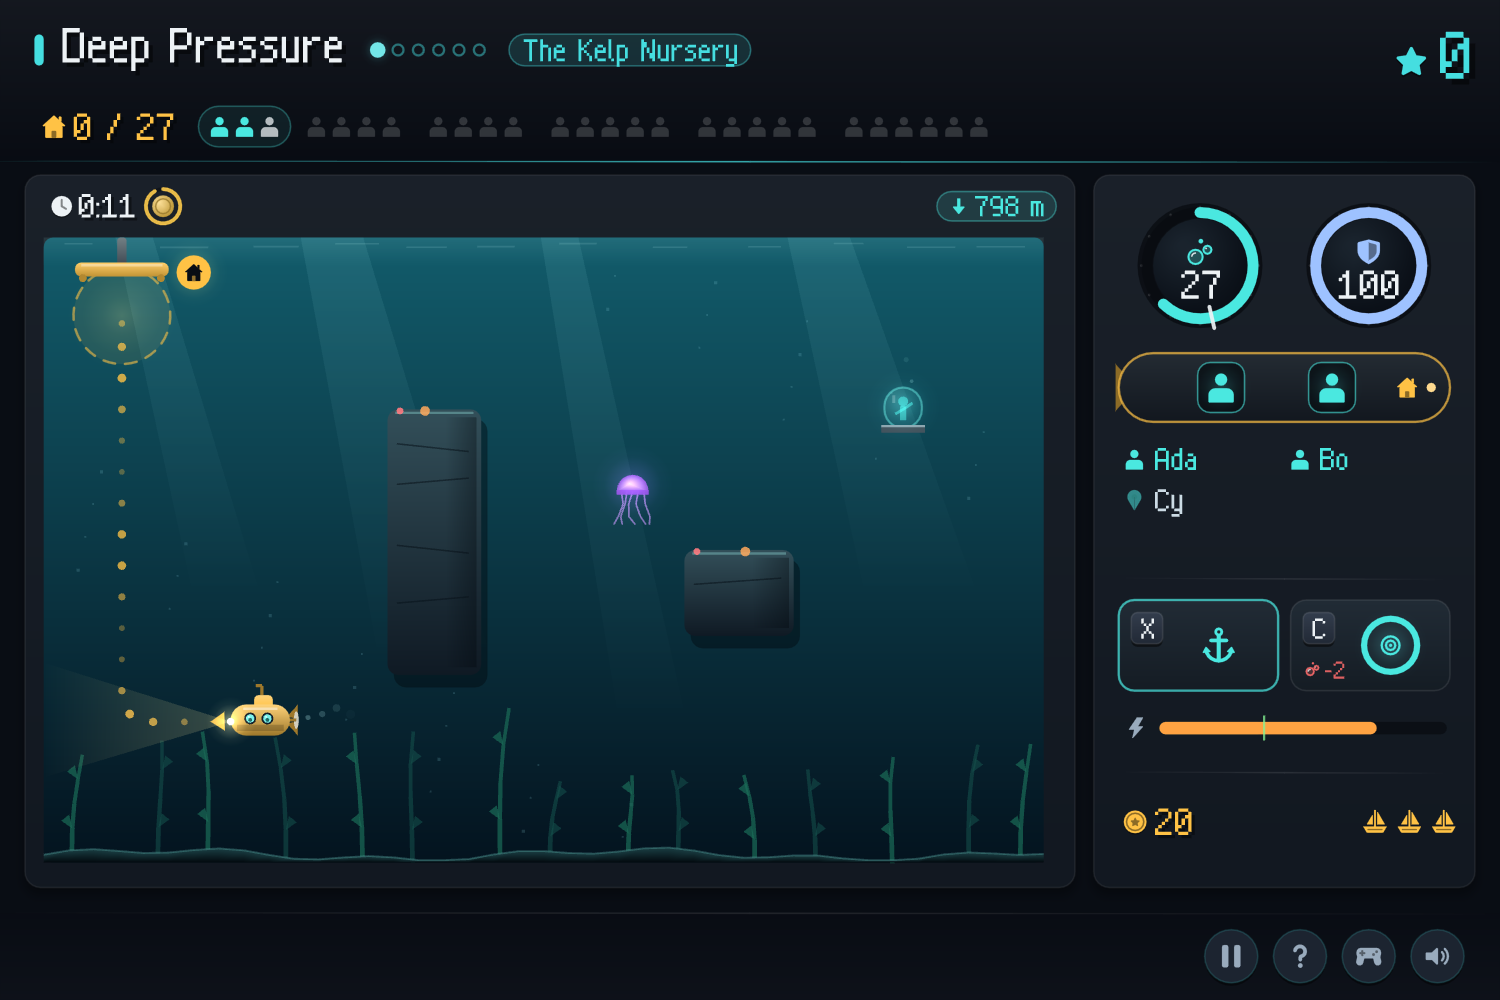 Deep Pressure
The Kelp Nursery
0
0 / 27
0:11
798 m
27
100
Ada
Bo
Cy
X
C
-2
20
?